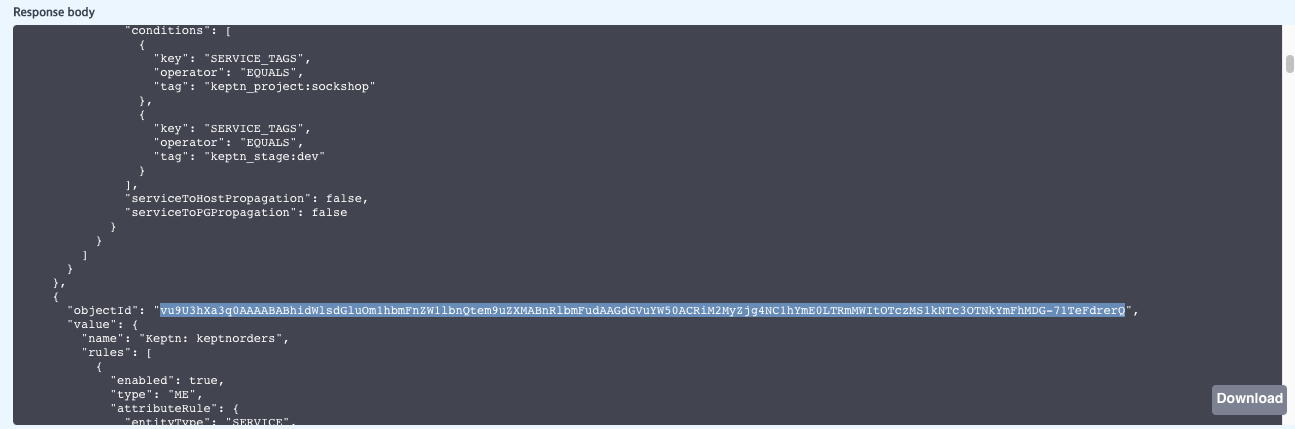 Response body
"conditions": [
{
"key": "SERVICE_TAGS",
"operator": "EQUALS",
"tag": "keptn_project:sockshop"
},
{
"key": "SERVICE_TAGS",
"operator": "EQUALS",
"tag": "keptn_stage:dev"
}
],
"serviceToHostPropagation": false,
"serviceToPGPropagation": false
}
}
]
}
},
{
"objectId": "vu9U3hXa3q0AAAABABhidWlsdGluOm1hbmFnZW1lbnQtem9uZXMABnRlbmFudAAGdGVuYW50ACRiM2MyZjg4NC1hYmE0LTRmMWItOTczMS1kNTc3OTNkYmFhMDG-71TeFdrerQ",
"value": {
"name": "Keptn: keptnorders",
"rules": [
{
"enabled": true,
"type": "ME",
"attributeRule": {
"entityType": "SERVICE",
Download